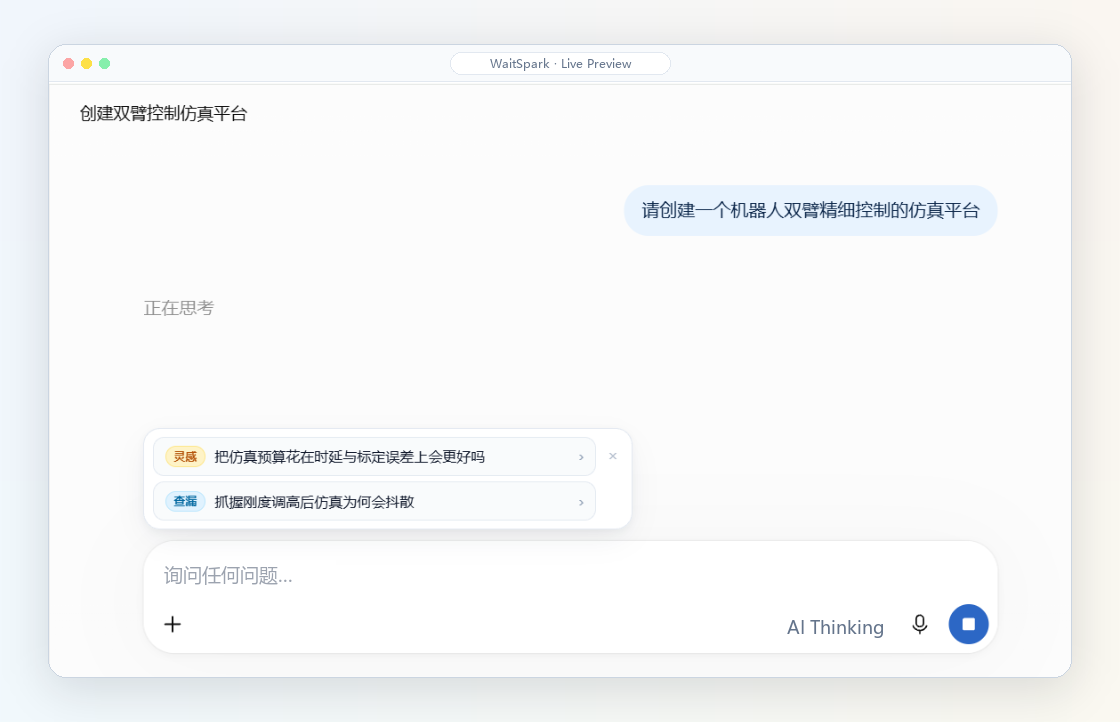 WaitSpark · Live Preview
创建双臂控制仿真平台
请创建一个机器人双臂精细控制的仿真平台
正在思考
灵感 把仿真预算花在时延与标定误差上会更好吗 ›
×
查漏 抓握刚度调高后仿真为何会抖散 ›
询问任何问题...
AI Thinking